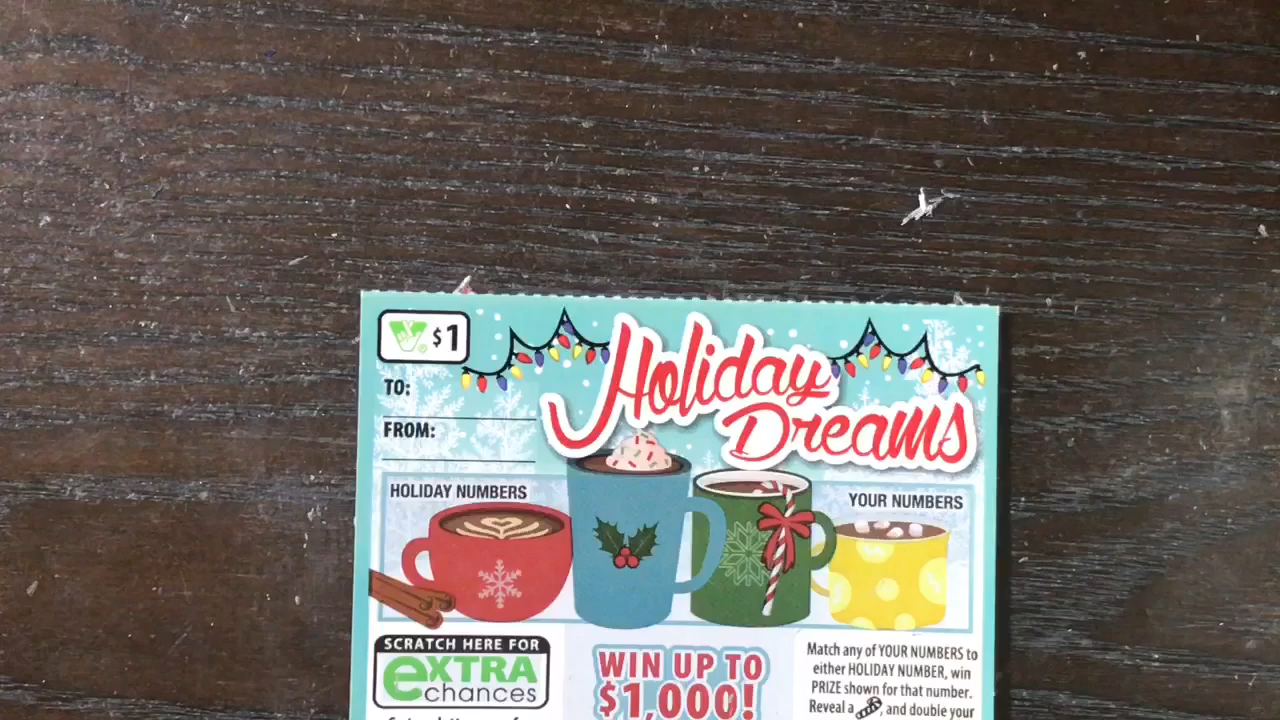 $1
Holiday
Dreams
TO:
FROM:
HOLIDAY NUMBERS
YOUR NUMBERS
SCRATCH HERE FOR
eXTRA
chances
WIN UP TO
$1,000!
Match any of YOUR NUMBERS to
either HOLIDAY NUMBER, win
PRIZE shown for that number.
Reveal a , and double your